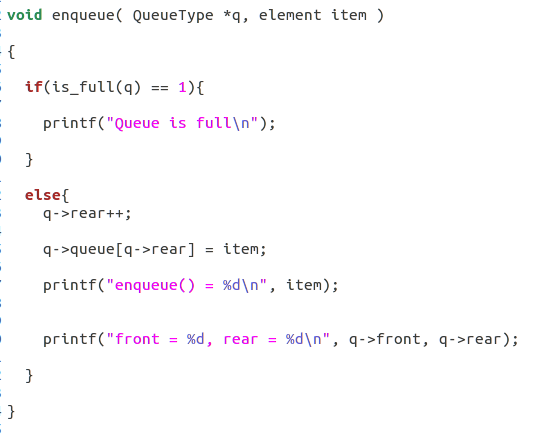 void enqueue( QueueType *q, element item )
{
if(is_full(q) == 1){
printf("Queue is full\n");
}
else{
q->rear++;
q->queue[q->rear] = item;
printf("enqueue() = %d\n", item);
printf("front = %d, rear = %d\n", q->front, q->rear);
}
}